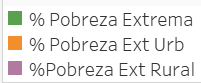 % Pobreza Extrema
% Pobreza Ext Urb
%Pobreza Ext Rural